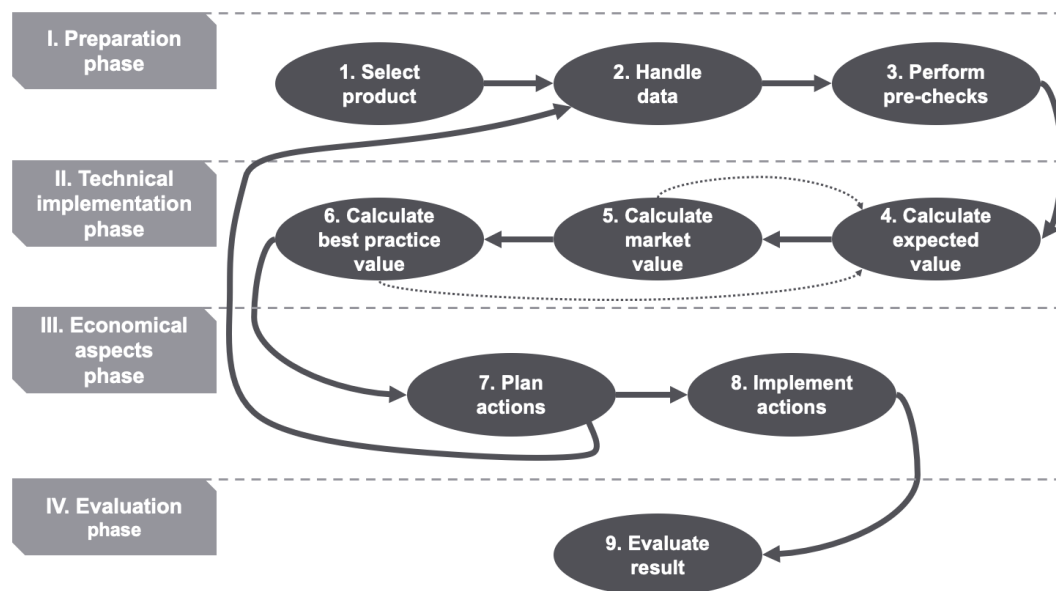 I. Preparation
phase
1. Select
product
2. Handle
data
3. Perform
pre-checks
II. Technical
implementation
phase
6. Calculate
best practice
value
5. Calculate
market
value
4. Calculate
expected
value
III. Economical
aspects
phase
7. Plan
actions
8. Implement
actions
IV. Evaluation
phase
9. Evaluate
result